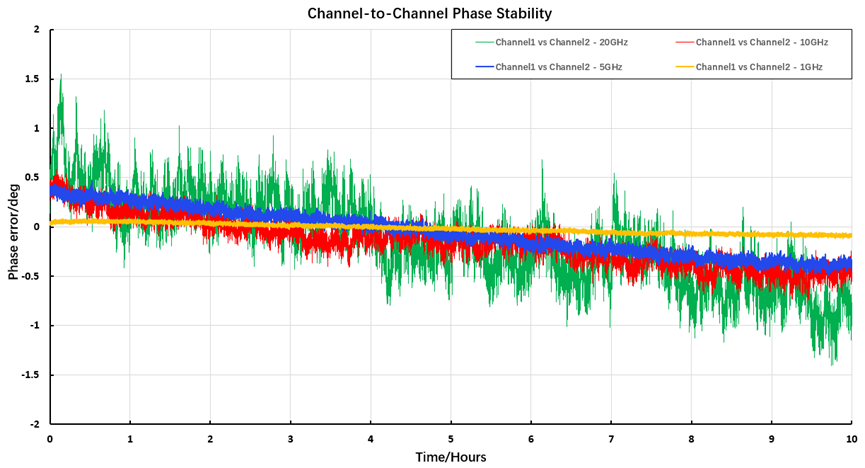 Channel-to-Channel Phase Stability
Channel1 vs Channel2 - 20GHz
Channel1 vs Channel2 - 10GHz
Channel1 vs Channel2 - 5GHz
Channel1 vs Channel2 - 1GHz
Phase error/deg
2
1.5
1
0.5
0
-0.5
-1
-1.5
-2
0 1 2 3 4 5 6 7 8 9 10
Time/Hours